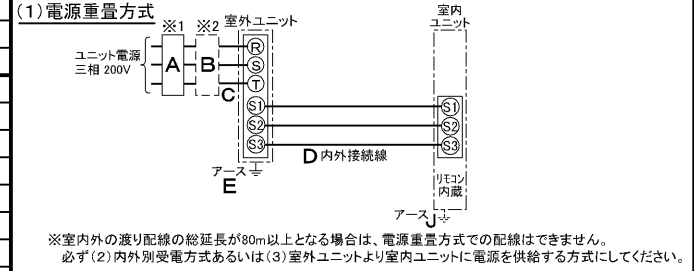 (1)電源重畳方式
※1 ※2 室外ユニット
室内
ユニット
ユニット電源
三相 200V
A B
R
S
T
C
S1 S1
S2 S2
S3 S3
D 内外接続線
アース
E
リモコン
内蔵
アース J
※室内外の渡り配線の総延長が80m以上となる場合は、電源重畳方式での配線はできません。
必ず(2)内外別受電方式あるいは(3)室外ユニットより室内ユニットに電源を供給する方式にしてください。